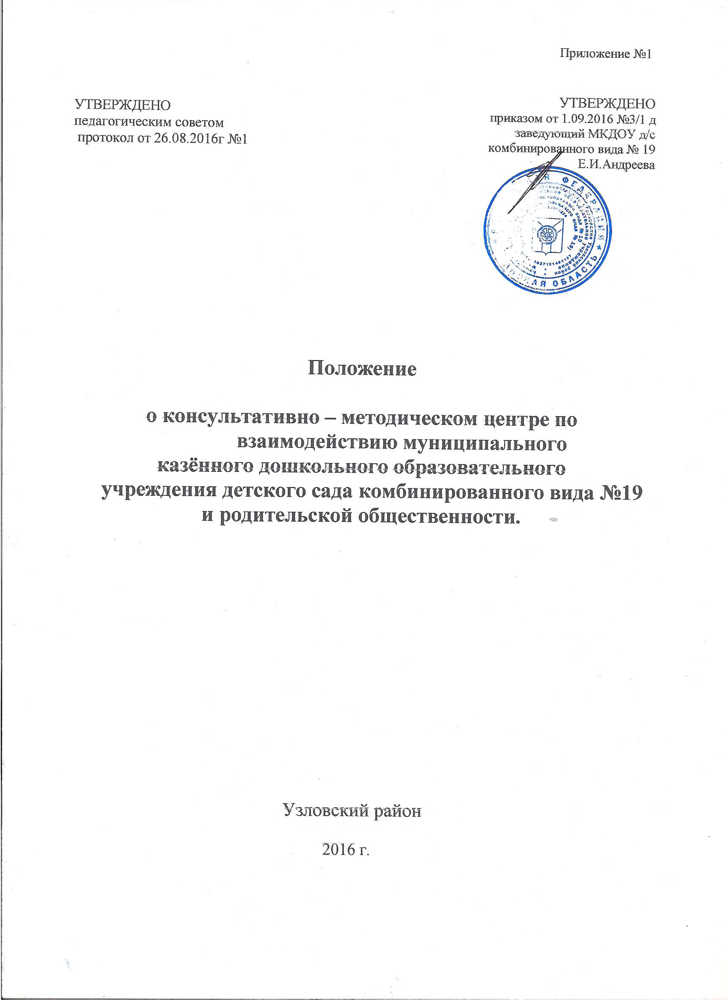 Приложение №1
УТВЕРЖДЕНО
педагогическим советом
протокол от 26.08.2016г №1
УТВЕРЖДЕНО
приказом от 1.09.2016 №3/1 д
заведующий МКДОУ д/с
комбинированного вида № 19
Е.И.Андреева
ФЕДЕРАЦИЯ
ОБЛАСТЬ
Положение
о консультативно – методическом центре по
взаимодействию муниципального
казённого дошкольного образовательного
учреждения детского сада комбинированного вида №19
и родительской общественности.
Узловский район
2016 г.